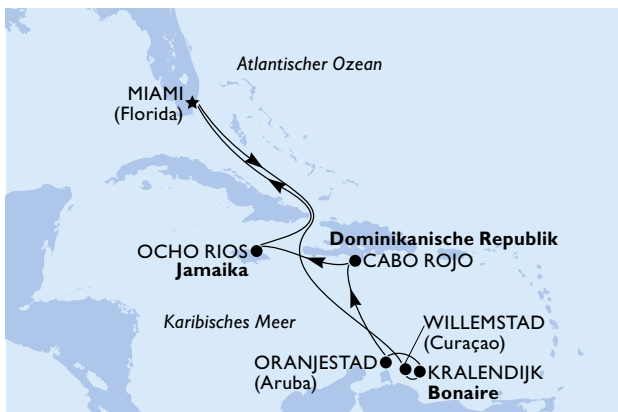 Atlantischer Ozean
MIAMI
(Florida)
Dominikanische Republik
OCHO RIOS
CABO ROJO
Jamaika
Karibisches Meer
WILLEMSTAD
(Curaçao)
ORANJESTAD
(Aruba)
KRALENDIJK
Bonaire